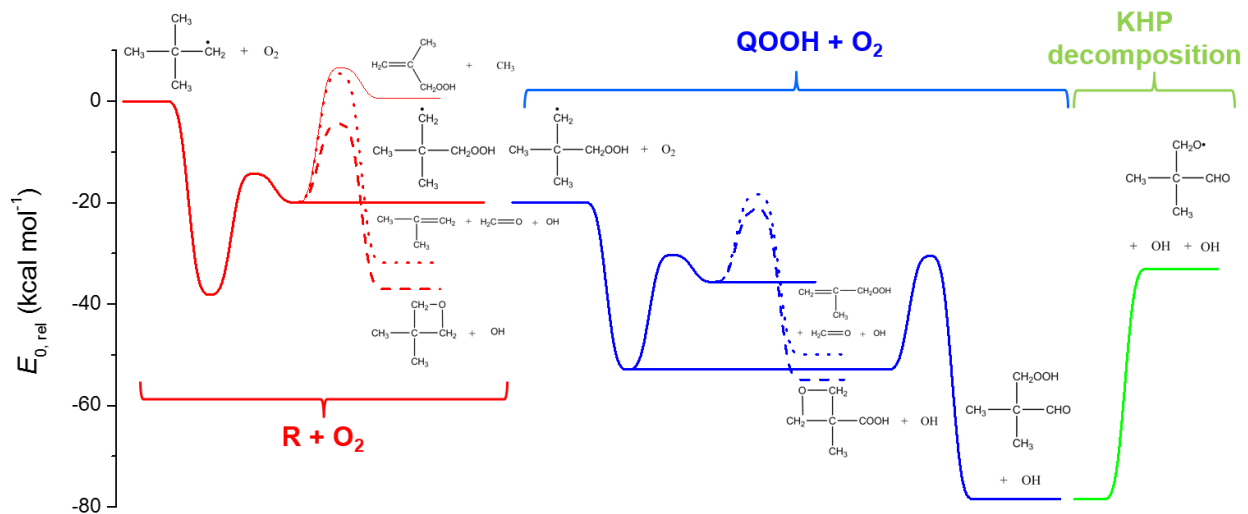 QOOH + O2
KHP
decomposition
CH3
CH3—C—ĊH2 + O2
CH3
CH3
H2C CH3
OOH
+
0
ĊH2
CH3—C—CH2OOH
CH3
CH2
CH3—C—CH2OOH + O2
CH3
CH2O•
CH3—C—CHO
CH3
+ OH + OH
-20
CH3 CH2 + H2C O + OH
CH3
-40
H2C CH2OOH
CH3
+ H2C O + OH
CH2—O
CH3—C—CH2 + OH
CH3
E0, rel (kcal mol-1)
-60
R + O2
O—CH2
CH2—C—COOH + OH
CH3
CH2OOH
CH3—C—CHO
CH3
+ OH
-80